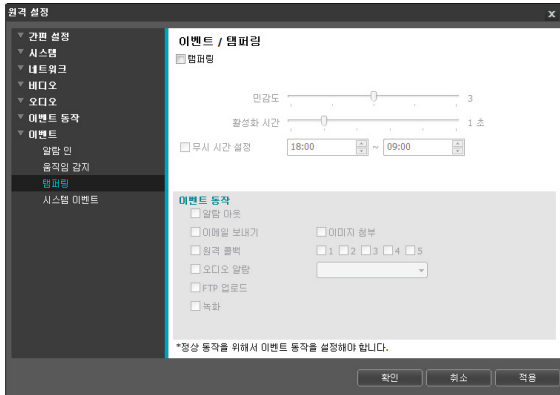 원격 설정
x
간편 설정
시스템
네트워크
비디오
오디오
이벤트 동작
이벤트
알람 인
움직임 감지
탬퍼링
시스템 이벤트
이벤트 / 탬퍼링
탬퍼링
민감도 3
활성화 시간 1 초
무시 시간 설정 18:00 ~ 09:00
이벤트 동작
알람 아웃
이메일 보내기 이미지 첨부
원격 콜백 1 2 3 4 5
오디오 알람
FTP 업로드
녹화
*정상 동작을 위해서 이벤트 동작을 설정해야 합니다.
확인 취소 적용